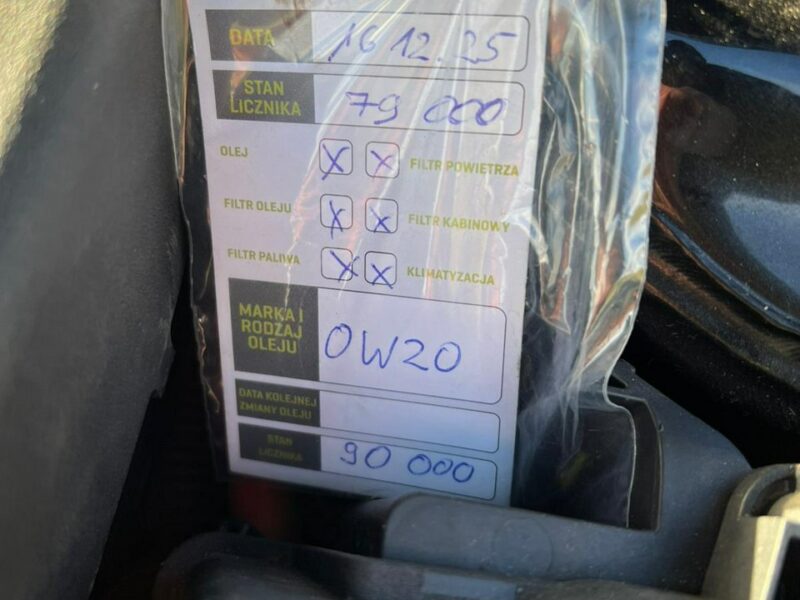 DATA 16 12.25
STAN LICZNIKA 79 000
OLEJ X X FILTR POWIETRZA
FILTR OLEJU X X FILTR KABINOWY
FILTR PALIWA X X KLIMATYZACJA
MARKA I
RODZAJ
OLEJU
0W20
DATA KOLEJNEJ
ZMIANY OLEJU
STAN
LICZNIKA
90 000